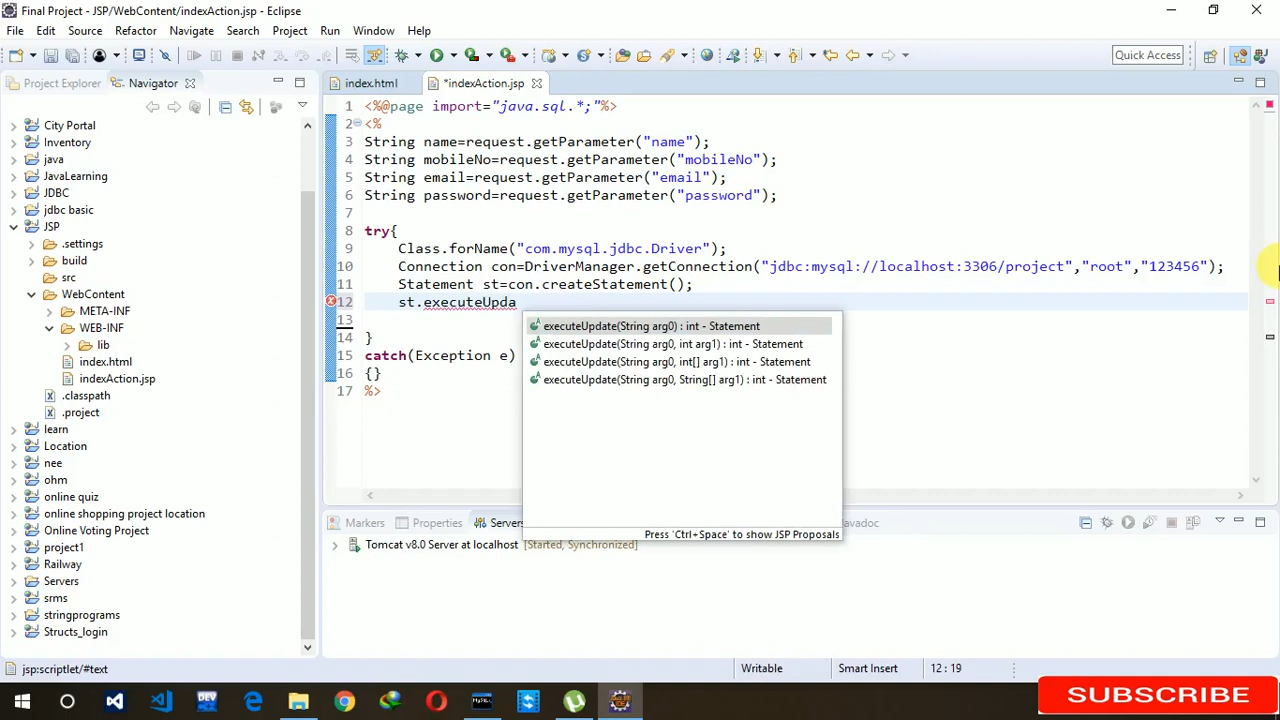 Final Project - JSP/WebContent/indexAction.jsp - Eclipse
File Edit Source Refactor Navigate Search Project Run Window Help
Quick Access
Project Explorer Navigator
index.html *indexAction.jsp
City Portal
Inventory
java
JavaLearning
JDBC
jdbc basic
JSP
.settings
build
src
WebContent
META-INF
WEB-INF
lib
index.html
indexAction.jsp
.classpath
.project
learn
Location
nee
ohm
online quiz
online shopping project location
Online Voting Project
project1
Railway
Servers
srms
stringprograms
Structs_login
1 <%@page import="java.sql.*;"%>
2 <%
3 String name=request.getParameter("name");
4 String mobileNo=request.getParameter("mobileNo");
5 String email=request.getParameter("email");
6 String password=request.getParameter("password");
7
8 try{
9 Class.forName("com.mysql.jdbc.Driver");
10 Connection con=DriverManager.getConnection("jdbc:mysql://localhost:3306/project","root","123456");
11 Statement st=con.createStatement();
12 st.executeUpda
13
14 }
15 catch(Exception e)
16 {}
17 %>
executeUpdate(String arg0) : int - Statement
executeUpdate(String arg0, int arg1) : int - Statement
executeUpdate(String arg0, int[] arg1) : int - Statement
executeUpdate(String arg0, String[] arg1) : int - Statement
Press 'Ctrl+Space' to show JSP Proposals
Markers Properties Servers avadoc
Tomcat v8.0 Server at localhost [Started, Synchronized]
jsp:scriptlet/#text
Writable Smart Insert 12 : 19
SUBSCRIBE